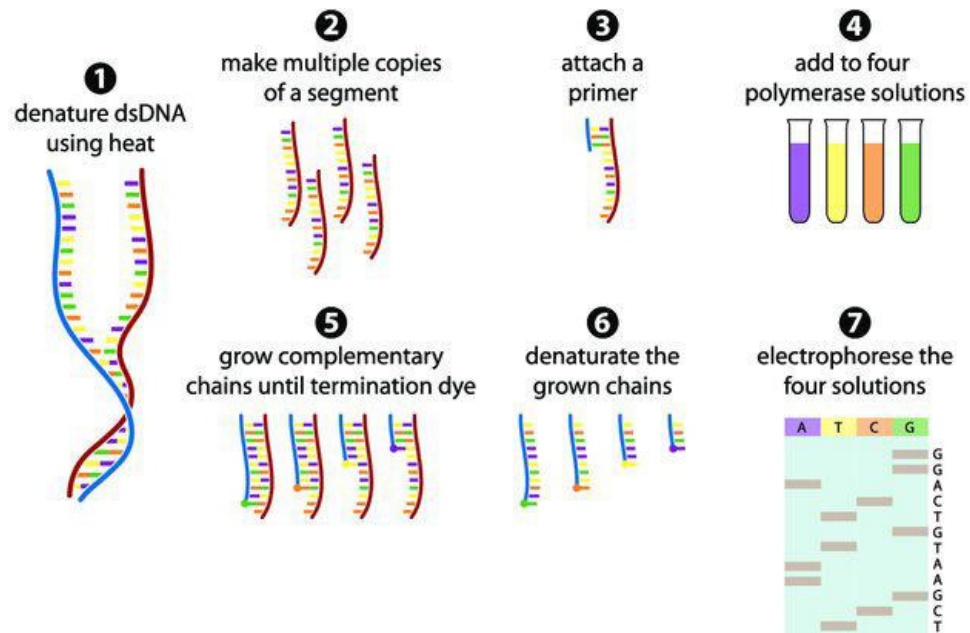 1
denature dsDNA
using heat
2
make multiple copies
of a segment
3
attach a
primer
4
add to four
polymerase solutions
5
grow complementary
chains until termination dye
6
denaturate the
grown chains
7
electrophorese the
four solutions
A T C G
G
G
A
C
T
G
T
A
A
G
C
T